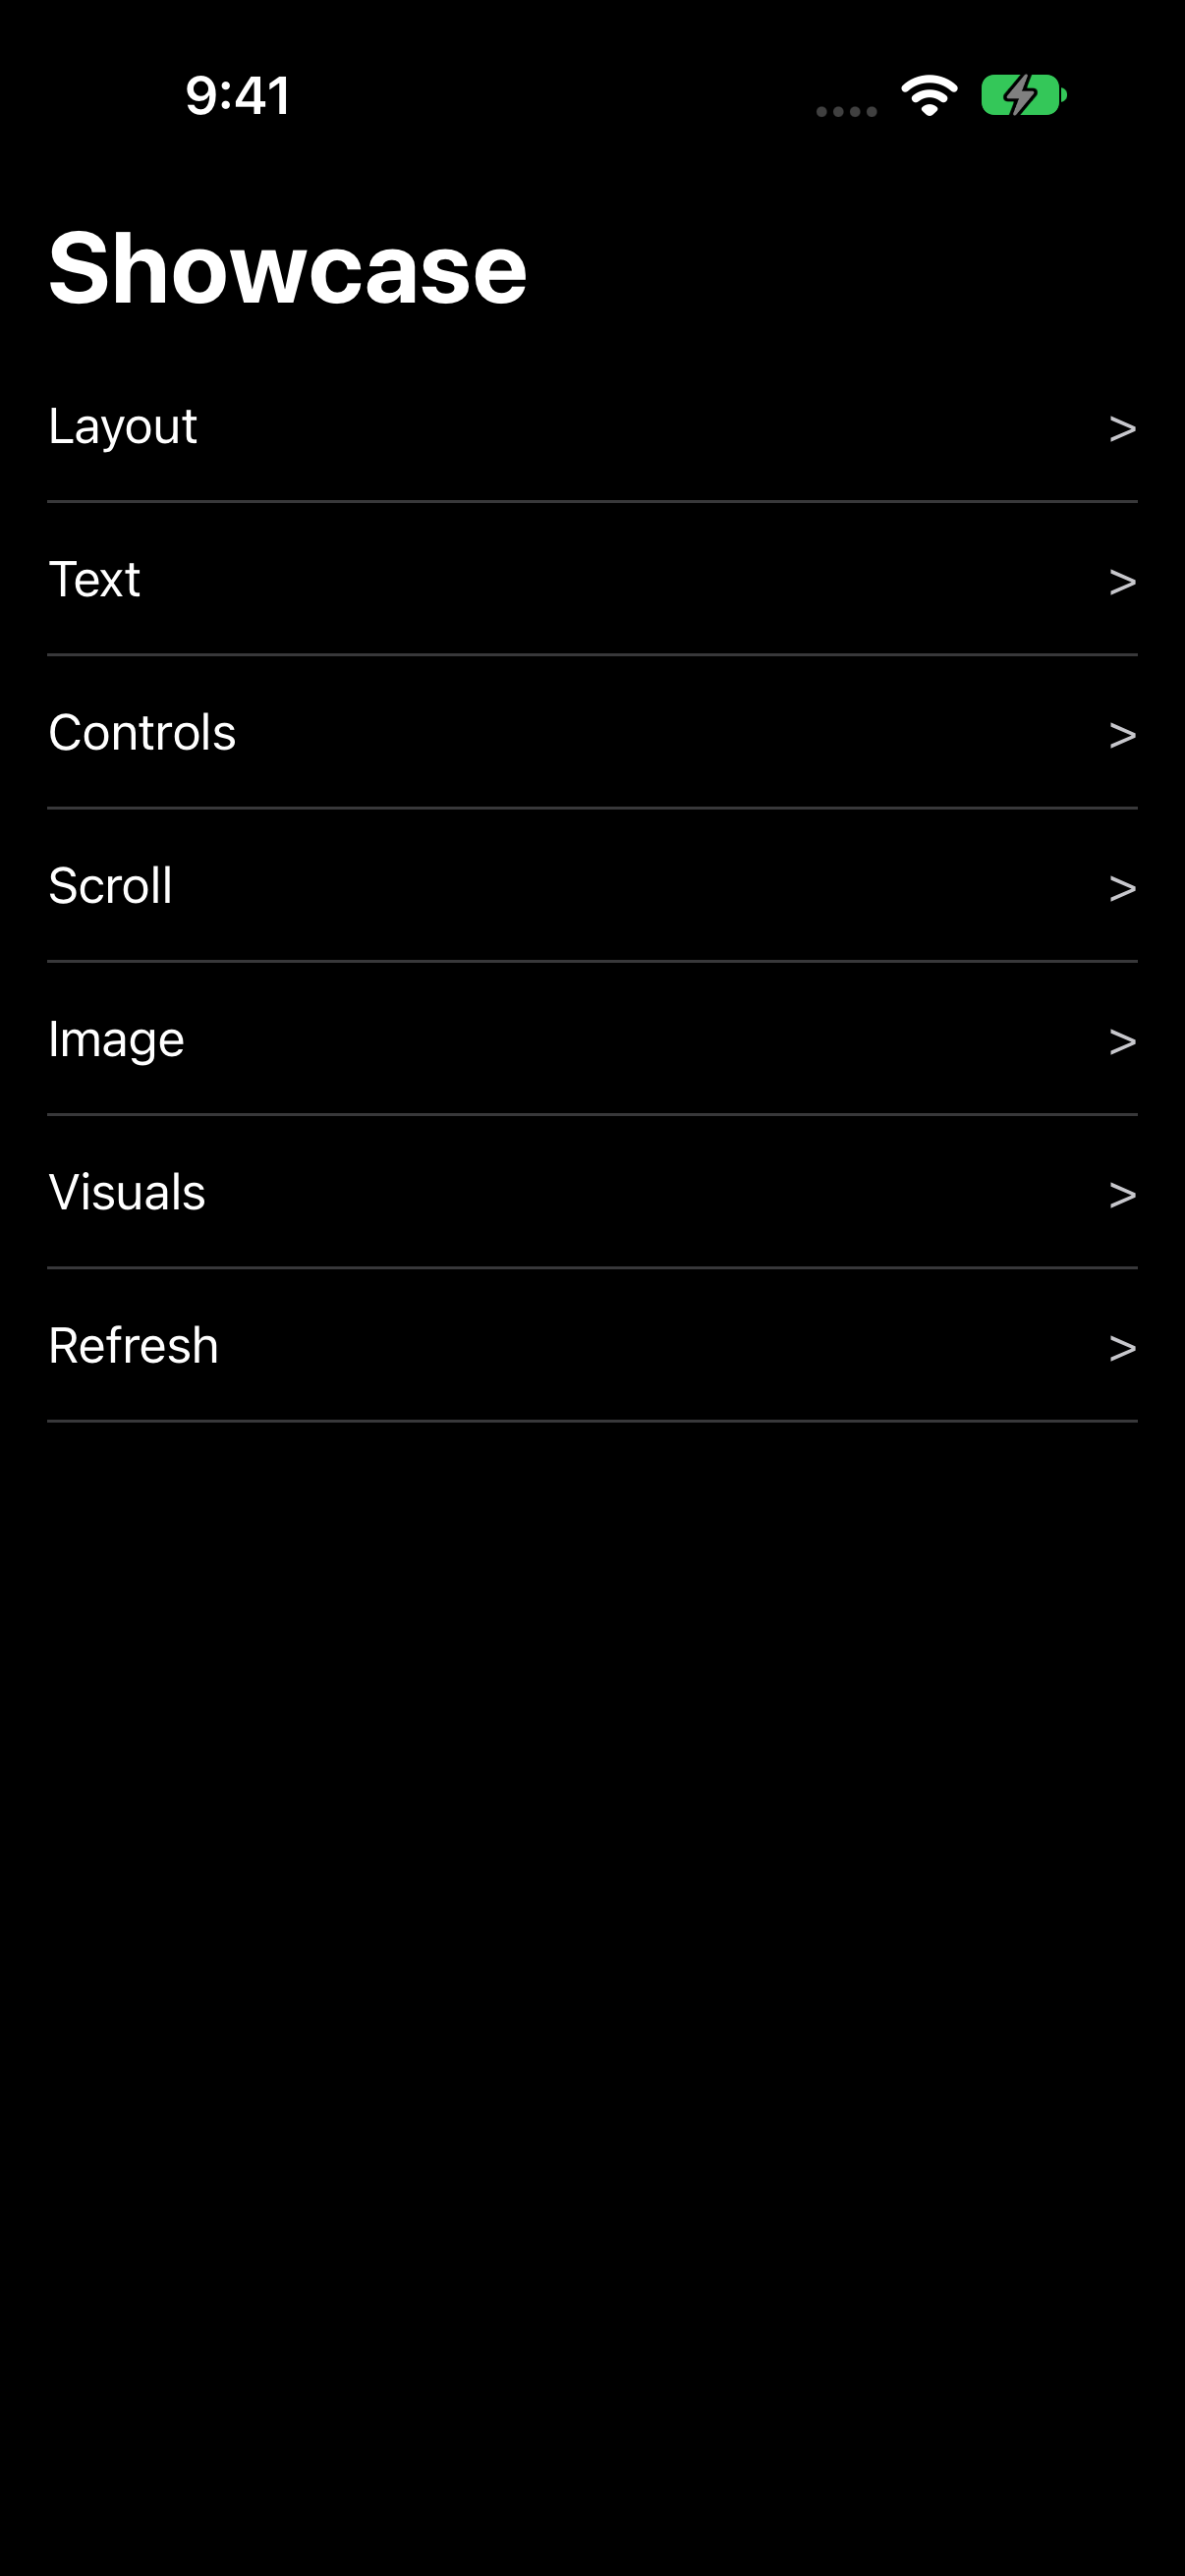 9:41
Showcase
Layout >
Text >
Controls >
Scroll >
Image >
Visuals >
Refresh >